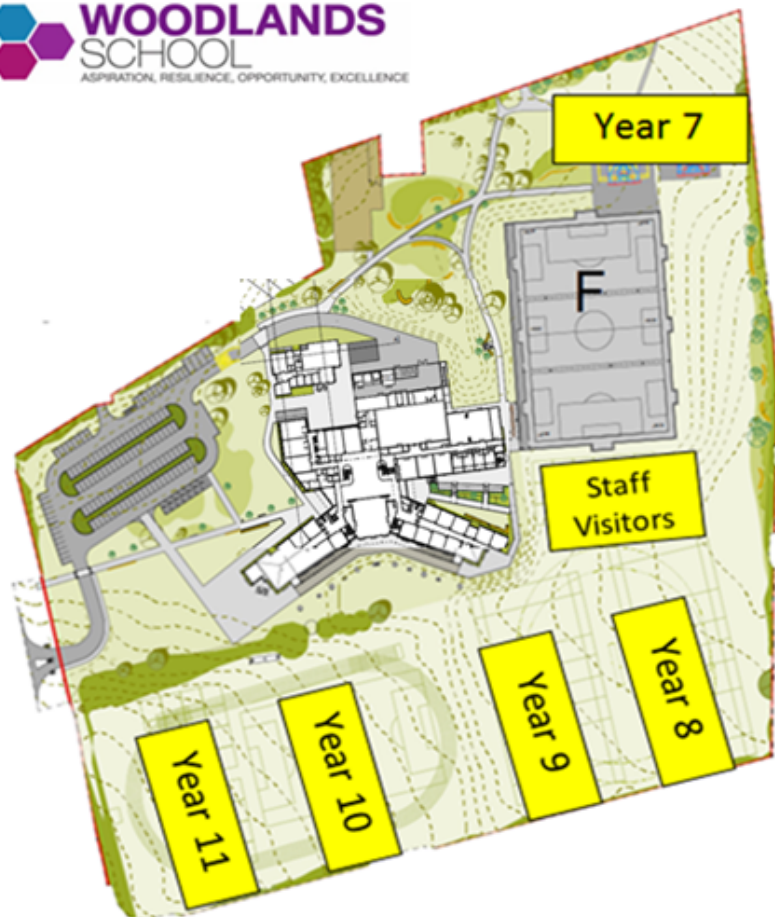 WOODLANDS
SCHOOL
ASPIRATION, RESILIENCE, OPPORTUNITY, EXCELLENCE
Year 7
F
Staff
Visitors
Year 8
Year 9
Year 10
Year 11